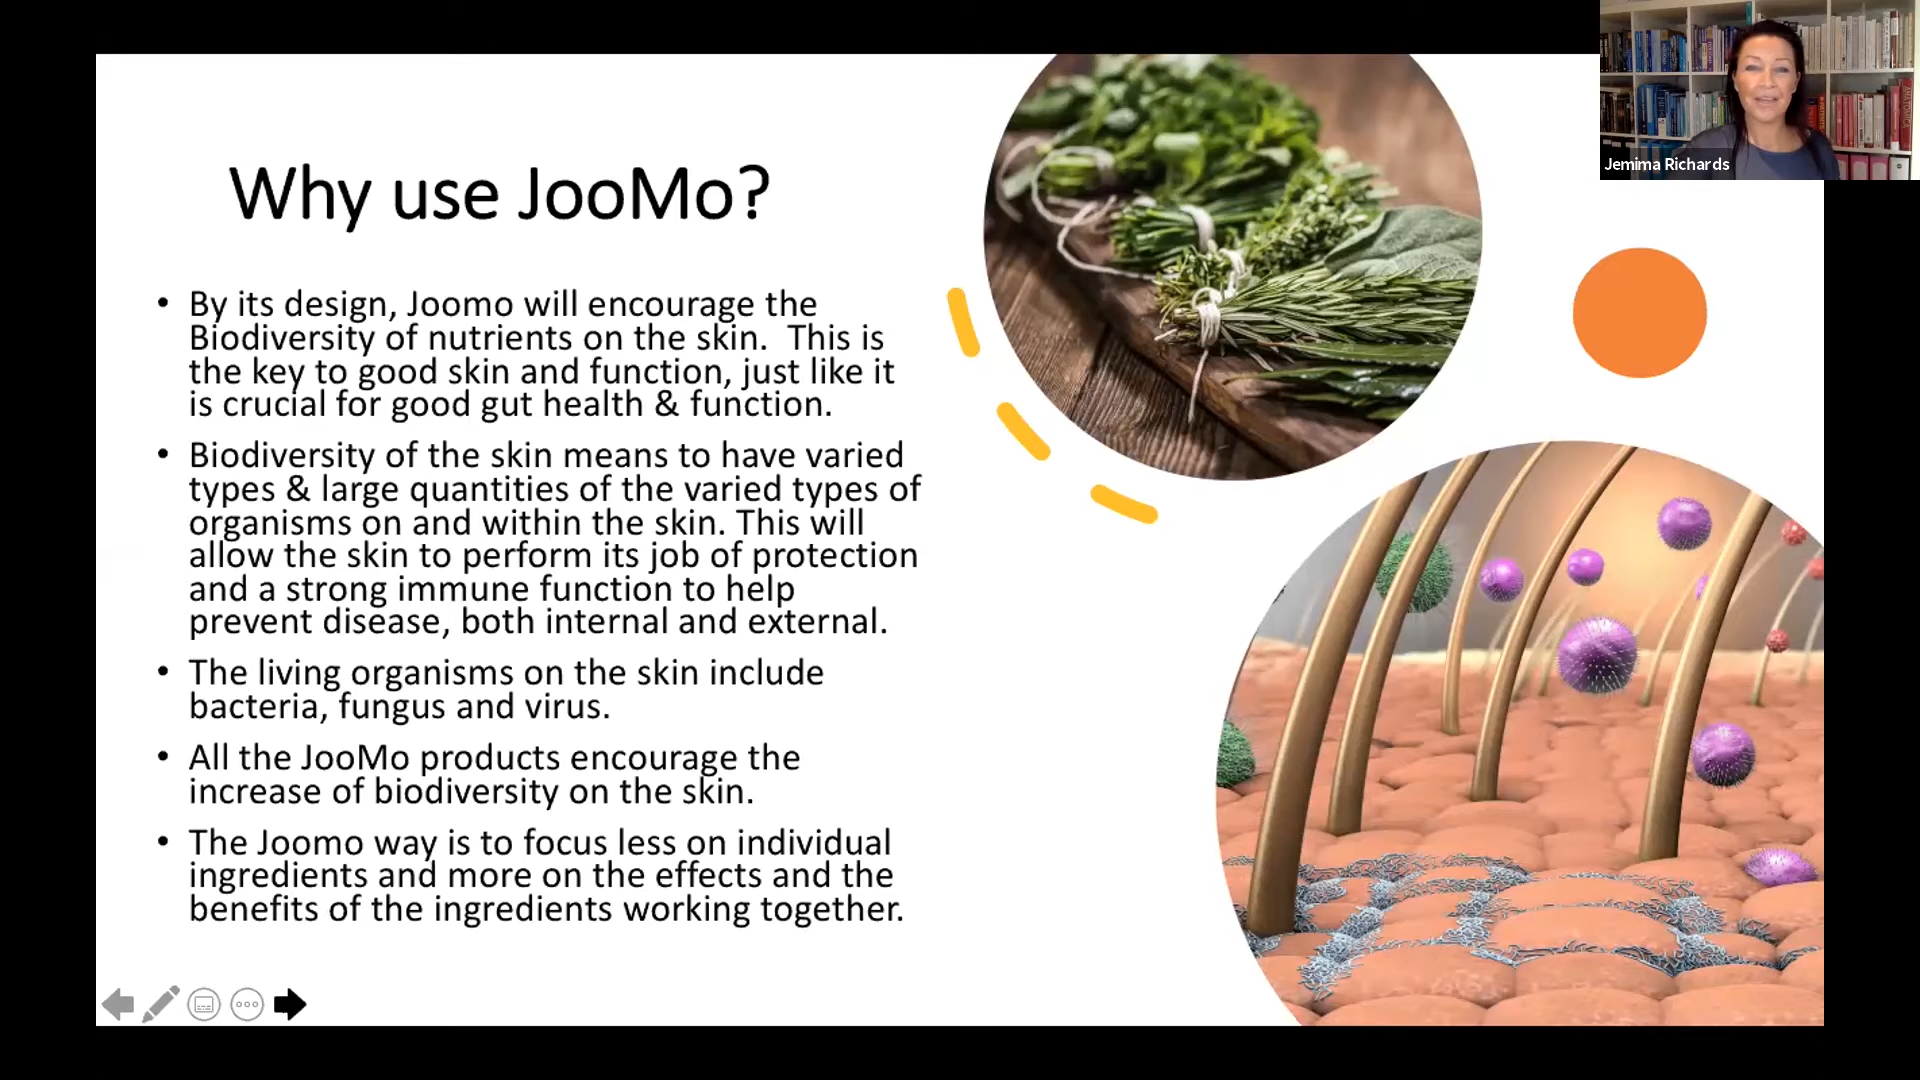 Why use JooMo?
• By its design, Joomo will encourage the
Biodiversity of nutrients on the skin.  This is
the key to good skin and function, just like it
is crucial for good gut health & function.
• Biodiversity of the skin means to have varied
types & large quantities of the varied types of
organisms on and within the skin. This will
allow the skin to perform its job of protection
and a strong immune function to help
prevent disease, both internal and external.
• The living organisms on the skin include
bacteria, fungus and virus.
• All the JooMo products encourage the
increase of biodiversity on the skin.
• The Joomo way is to focus less on individual
ingredients and more on the effects and the
benefits of the ingredients working together.
Jemima Richards